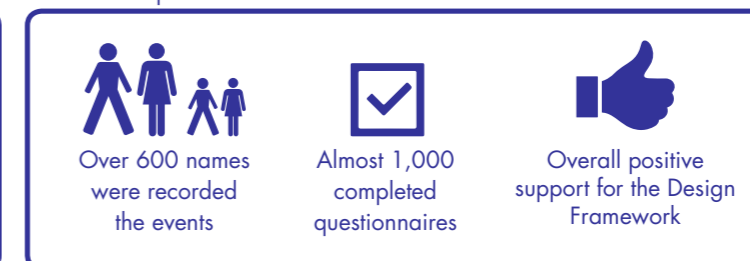 Over 600 names
were recorded
the events
Almost 1,000
completed
questionnaires
Overall positive
support for the Design
Framework